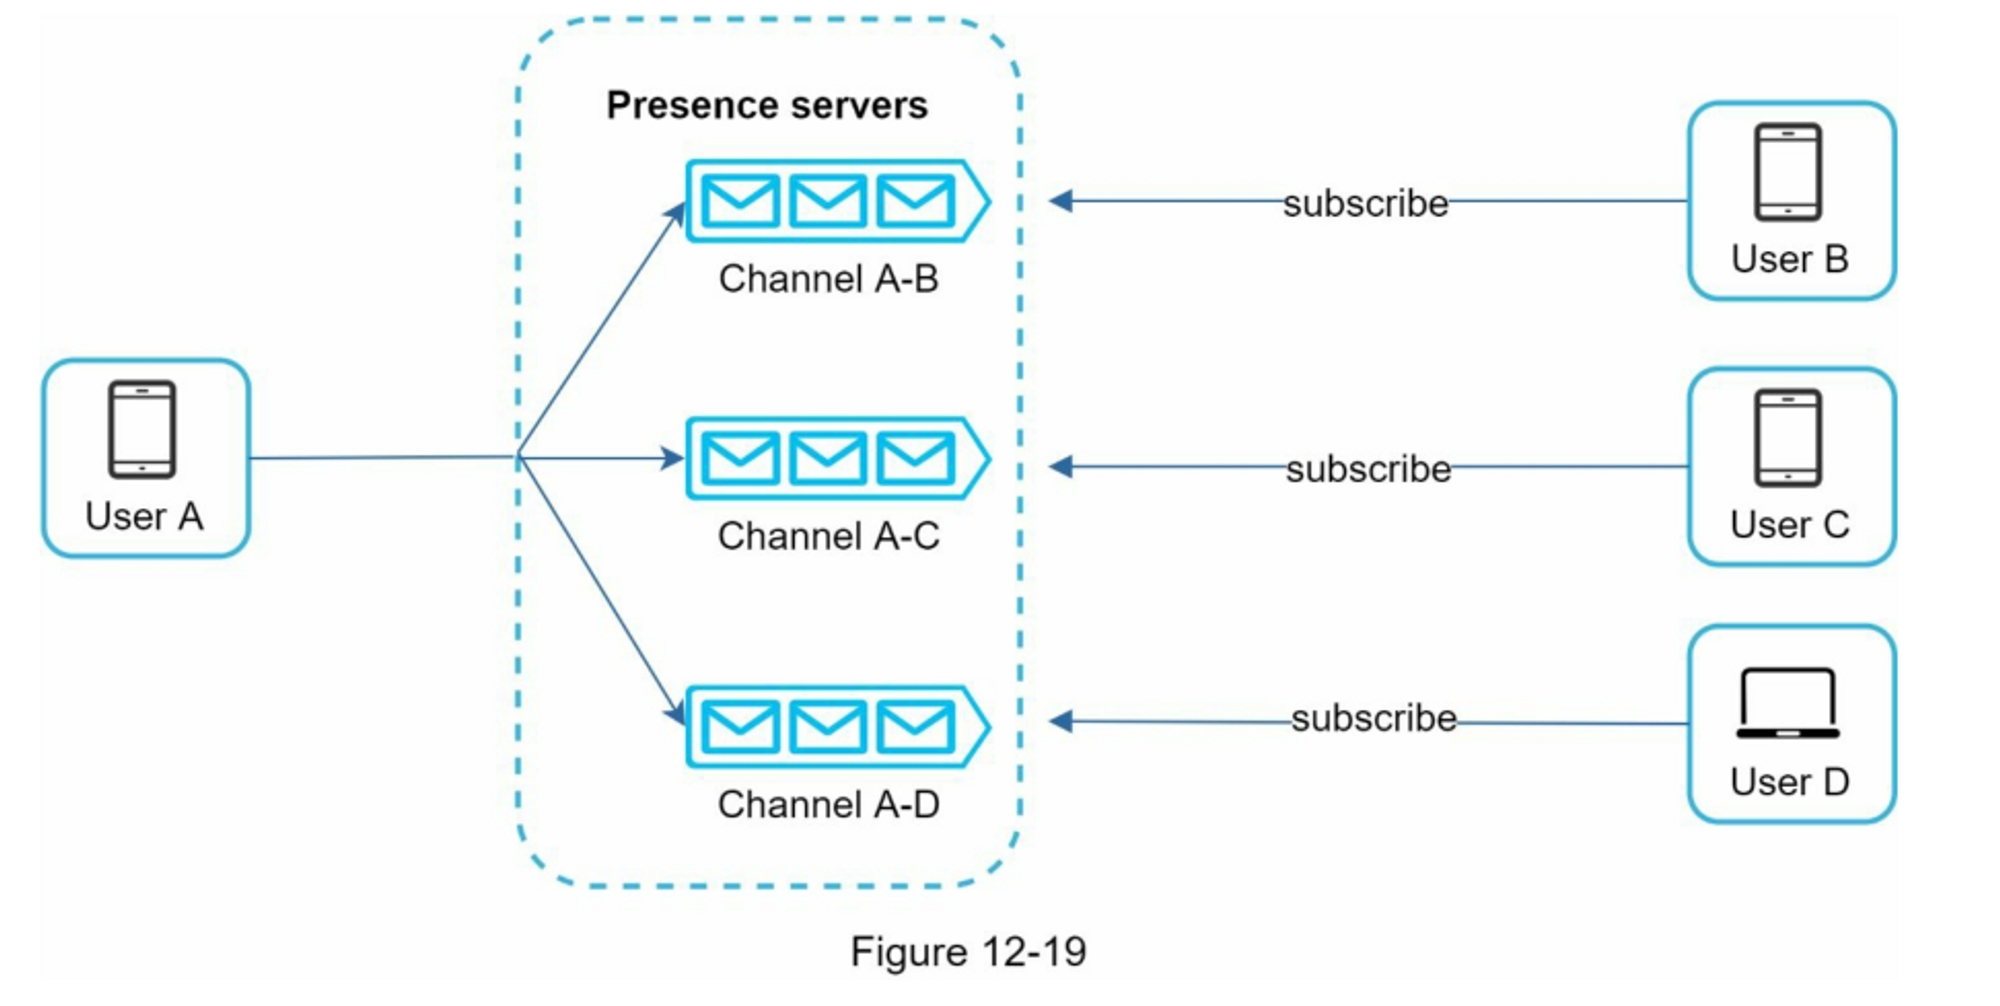 Presence servers
Channel A-B
subscribe
User B
User A
Channel A-C
subscribe
User C
Channel A-D
subscribe
User D
Figure 12-19